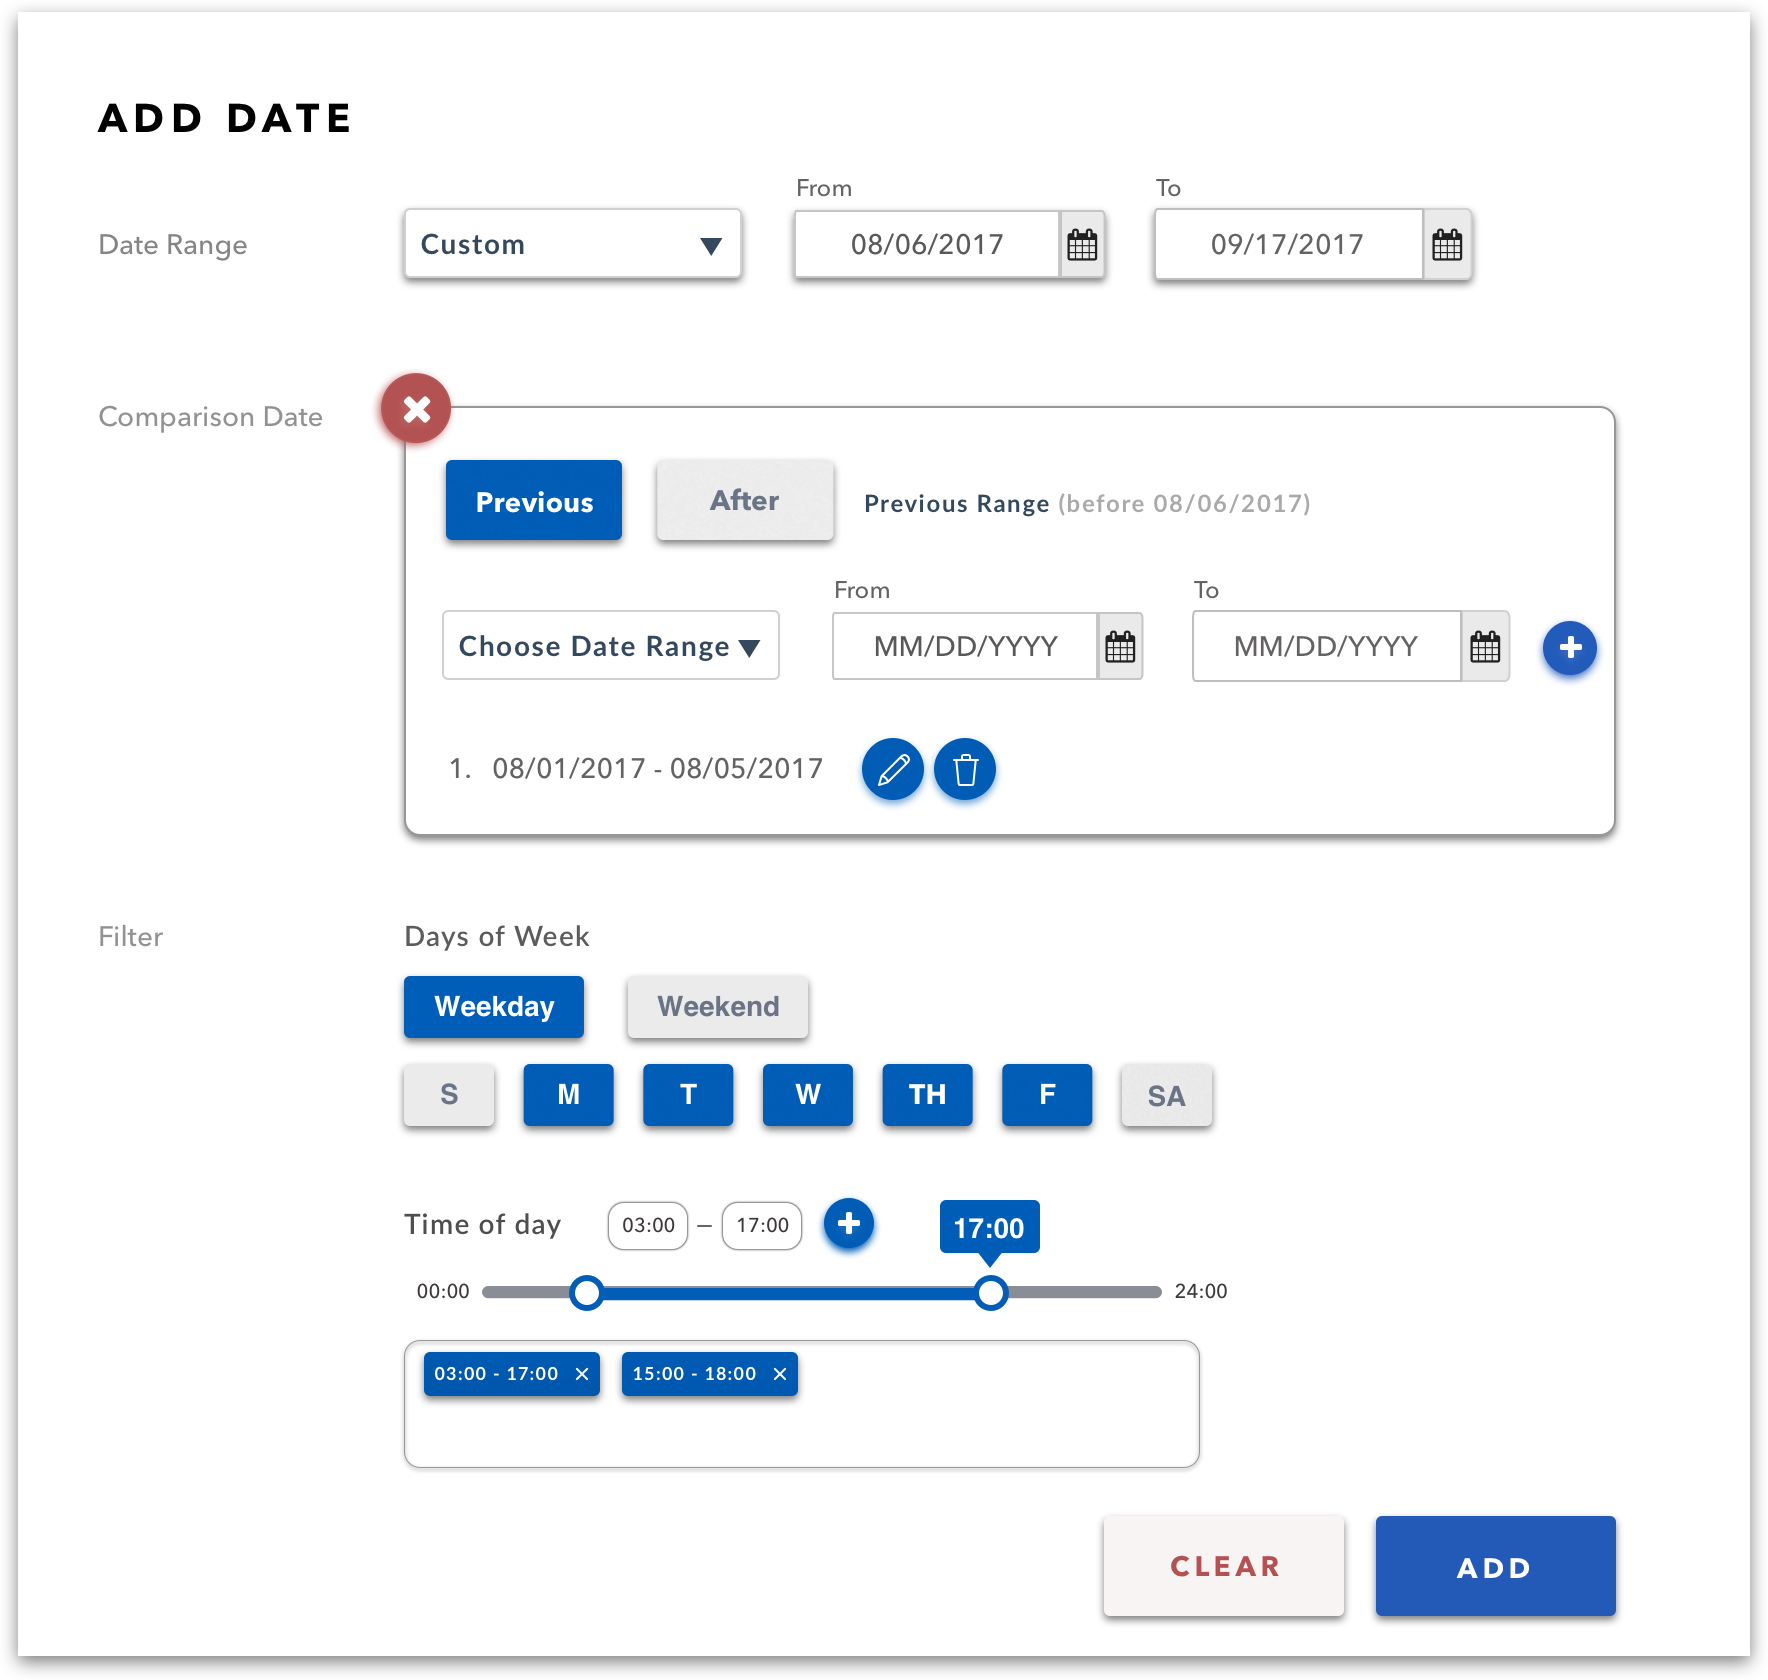 ADD DATE
From To
Date Range Custom 08/06/2017 09/17/2017
Comparison Date
Previous After Previous Range (before 08/06/2017)
From To
Choose Date Range MM/DD/YYYY MM/DD/YYYY
1. 08/01/2017 - 08/05/2017
Filter Days of Week
Weekday Weekend
S M T W TH F SA
Time of day 03:00 – 17:00 17:00
00:00 24:00
03:00 - 17:00 × 15:00 - 18:00 ×
CLEAR ADD